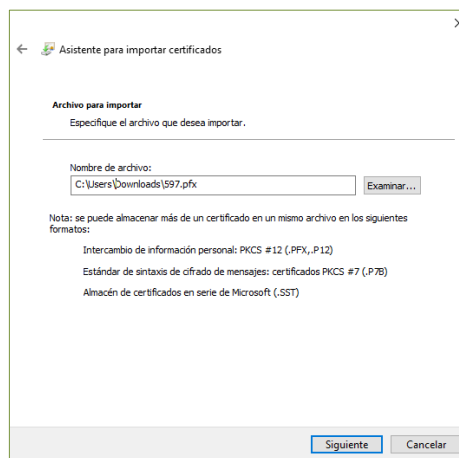 Asistente para importar certificados
Archivo para importar
Especifique el archivo que desea importar.
Nombre de archivo:
C:\Users\Downloads\597.pfx
Examinar...
Nota: se puede almacenar más de un certificado en un mismo archivo en los siguientes
formatos:
Intercambio de información personal: PKCS #12 (.PFX,.P12)
Estándar de sintaxis de cifrado de mensajes: certificados PKCS #7 (.P7B)
Almacén de certificados en serie de Microsoft (.SST)
Siguiente
Cancelar